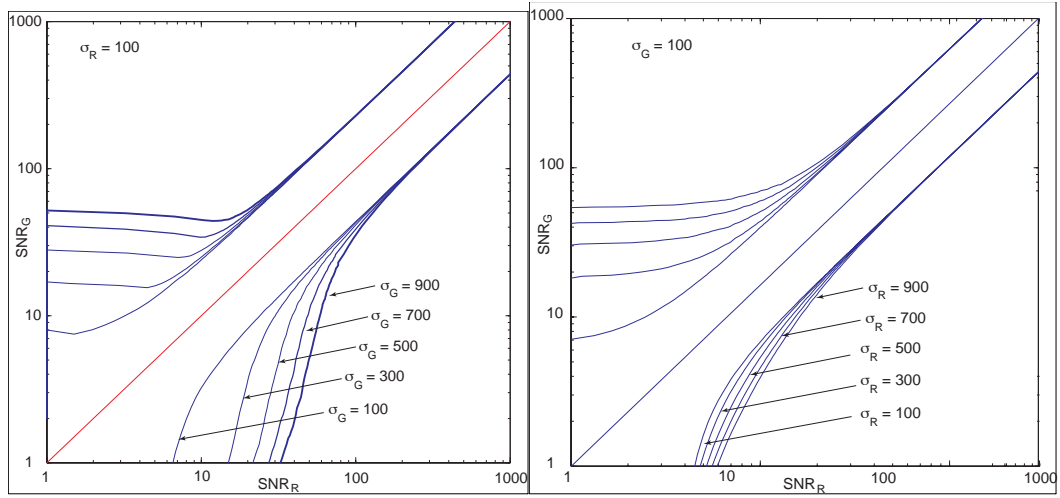 1000
σR = 100
100
SNRG
10
1
1
10
100
1000
SNRR
σG = 900
σG = 700
σG = 500
σG = 300
σG = 100
1000
σG = 100
100
SNRG
10
1
1
10
100
1000
SNRR
σR = 900
σR = 700
σR = 500
σR = 300
σR = 100